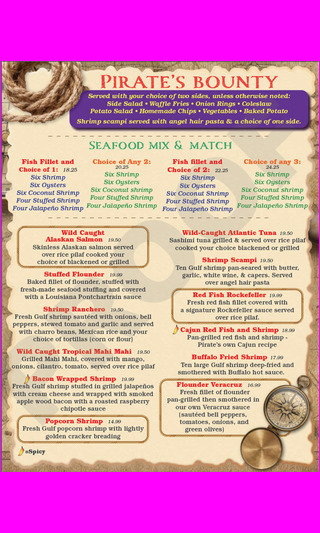 PIRATE'S BOUNTY
Served with your choice of two sides, unless otherwise noted:
Side Salad • Waffle Fries • Onion Rings • Coleslaw
Potato Salad • Homemade Chips • Vegetables • Baked Potato
Shrimp scampi served with angel hair pasta & a choice of one side.
SEAFOOD MIX & MATCH
Fish Fillet and
Choice of 1: 18.25
Six Shrimp
Six Oysters
Six Coconut Shrimp
Four Stuffed Shrimp
Four Jalapeño Shrimp
Choice of Any 2:
20.25
Six Shrimp
Six Oysters
Six Coconut shrimp
Four Stuffed Shrimp
Four Jalapeño Shrimp
Fish fillet and
Choice of 2: 22.25
Six Shrimp
Six Oysters
Six Coconut Shrimp
Four Stuffed Shrimp
Four Jalapeño Shrimp
Choice of any 3:
24.25
Six Shrimp
Six Oysters
Six Coconut shrimp
Four Stuffed Shrimp
Four Jalapeño Shrimp
Wild Caught
Alaskan Salmon 19.50
Skinless Alaskan salmon served
over rice pilaf cooked your
choice of blackened or grilled
Stuffed Flounder 19.99
Baked fillet of flounder, stuffed with
fresh-made seafood stuffing and covered
with a Louisiana Pontchartrain sauce
Shrimp Ranchero 19.50
Fresh Gulf shrimp sautéed with onions, bell
peppers, stewed tomato and garlic and served
with charro beans, Mexican rice and your
choice of tortillas (corn or flour)
Wild Caught Tropical Mahi Mahi 19.50
Grilled Mahi Mahi, covered with mango,
onions, cilantro, tomato, served over rice pilaf
Bacon Wrapped Shrimp 19.99
Fresh Gulf shrimp stuffed in grilled jalapeños
with cream cheese and wrapped with smoked
apple wood bacon with a roasted raspberry
chipotle sauce
Popcorn Shrimp 14.99
Fresh Gulf popcorn shrimp with lightly
golden cracker breading
=Spicy
Wild-Caught Atlantic Tuna 19.50
Sashimi tuna grilled & served over rice pilaf
cooked your choice of blackened or grilled
Shrimp Scampi 19.50
Ten Gulf shrimp pan-seared with butter,
garlic, white wine, & capers. Served
over angel hair pasta
Red Fish Rockefeller 19.99
Fresh red fish fillet covered with
a signature Rockefeller sauce served
over rice pilaf.
Cajun Red Fish and Shrimp 18.99
Pan-grilled red fish and shrimp -
Pirate's own Cajun recipe
Buffalo Fried Shrimp 17.99
Ten large Gulf shrimp deep-fried and
smothered with Buffalo hot sauce.
Flounder Veracruz 16.99
Fresh fillet of flounder
pan-grilled then smothered in
our own Veracruz sauce
(sautéed bell peppers,
tomatoes, onions, and
green olives)